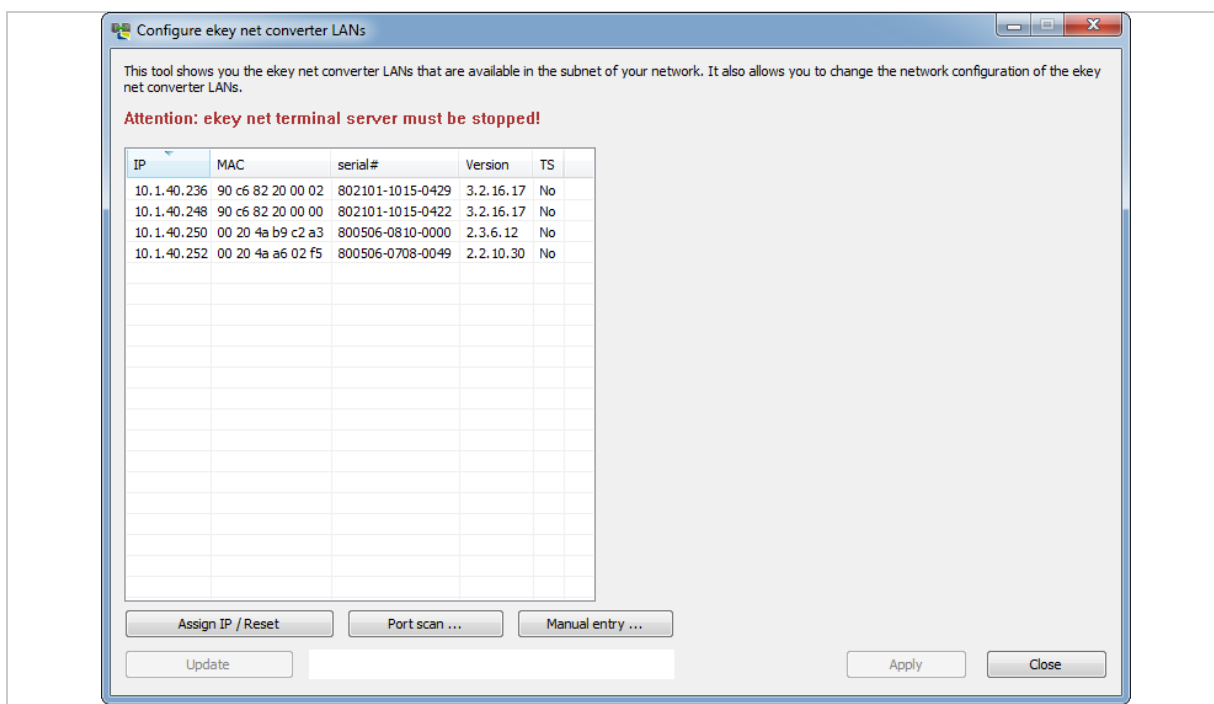 Configure ekey net converter LANs
This tool shows you the ekey net converter LANs that are available in the subnet of your network. It also allows you to change the network configuration of the ekey
net converter LANs.
Attention: ekey net terminal server must be stopped!
IP MAC serial# Version TS
10.1.40.236 90 c6 82 20 00 02 802101-1015-0429 3.2.16.17 No
10.1.40.248 90 c6 82 20 00 00 802101-1015-0422 3.2.16.17 No
10.1.40.250 00 20 4a b9 c2 a3 800506-0810-0000 2.3.6.12 No
10.1.40.252 00 20 4a a6 02 f5 800506-0708-0049 2.2.10.30 No
Assign IP / Reset Port scan ... Manual entry ...
Update Apply Close